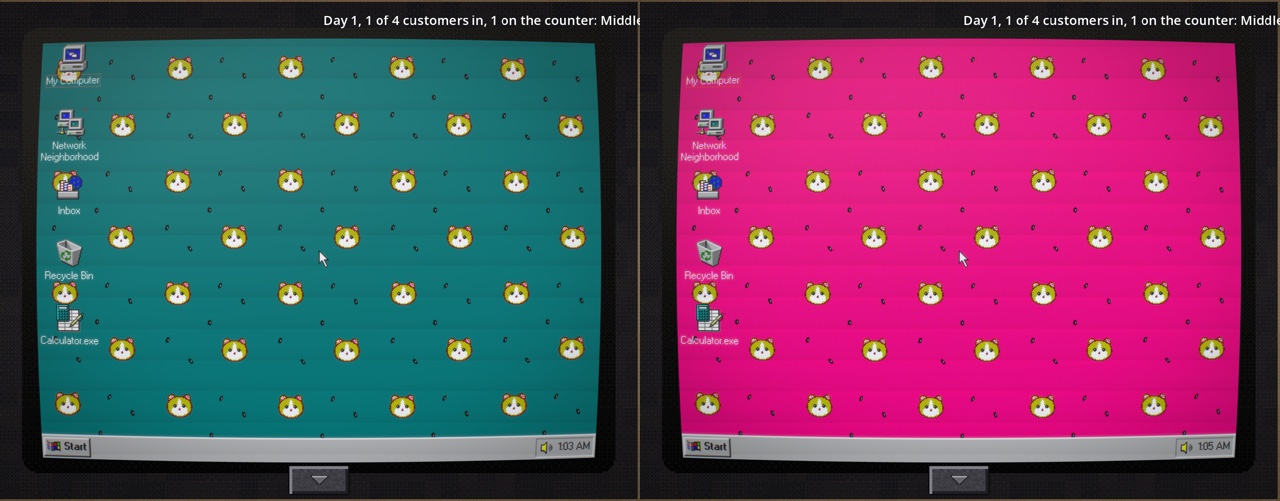 Day 1, 1 of 4 customers in, 1 on the counter: Middle
My Computer
Network
Neighborhood
Inbox
Recycle Bin
Calculator.exe
Start
1:03 AM
Day 1, 1 of 4 customers in, 1 on the counter: Middle
My Computer
Network
Neighborhood
Inbox
Recycle Bin
Calculator.exe
Start
1:05 AM